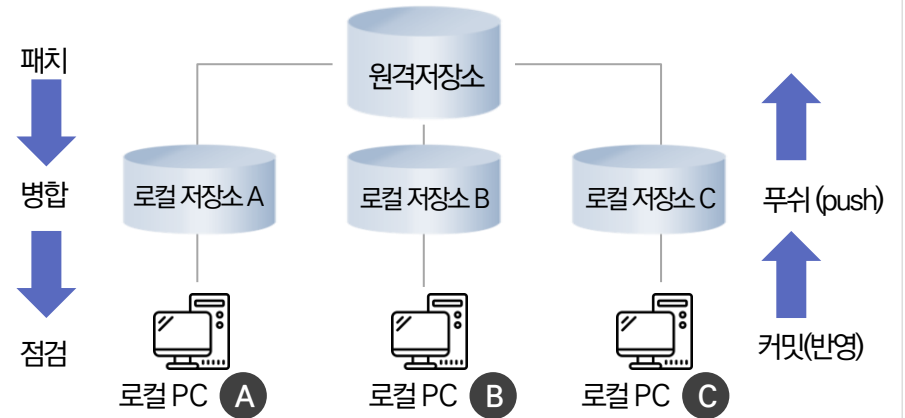 패치
원격저장소
병합
로컬 저장소 A
로컬 저장소 B
로컬 저장소 C
푸쉬 (push)
점검
커밋(반영)
로컬 PC A
로컬 PC B
로컬 PC C